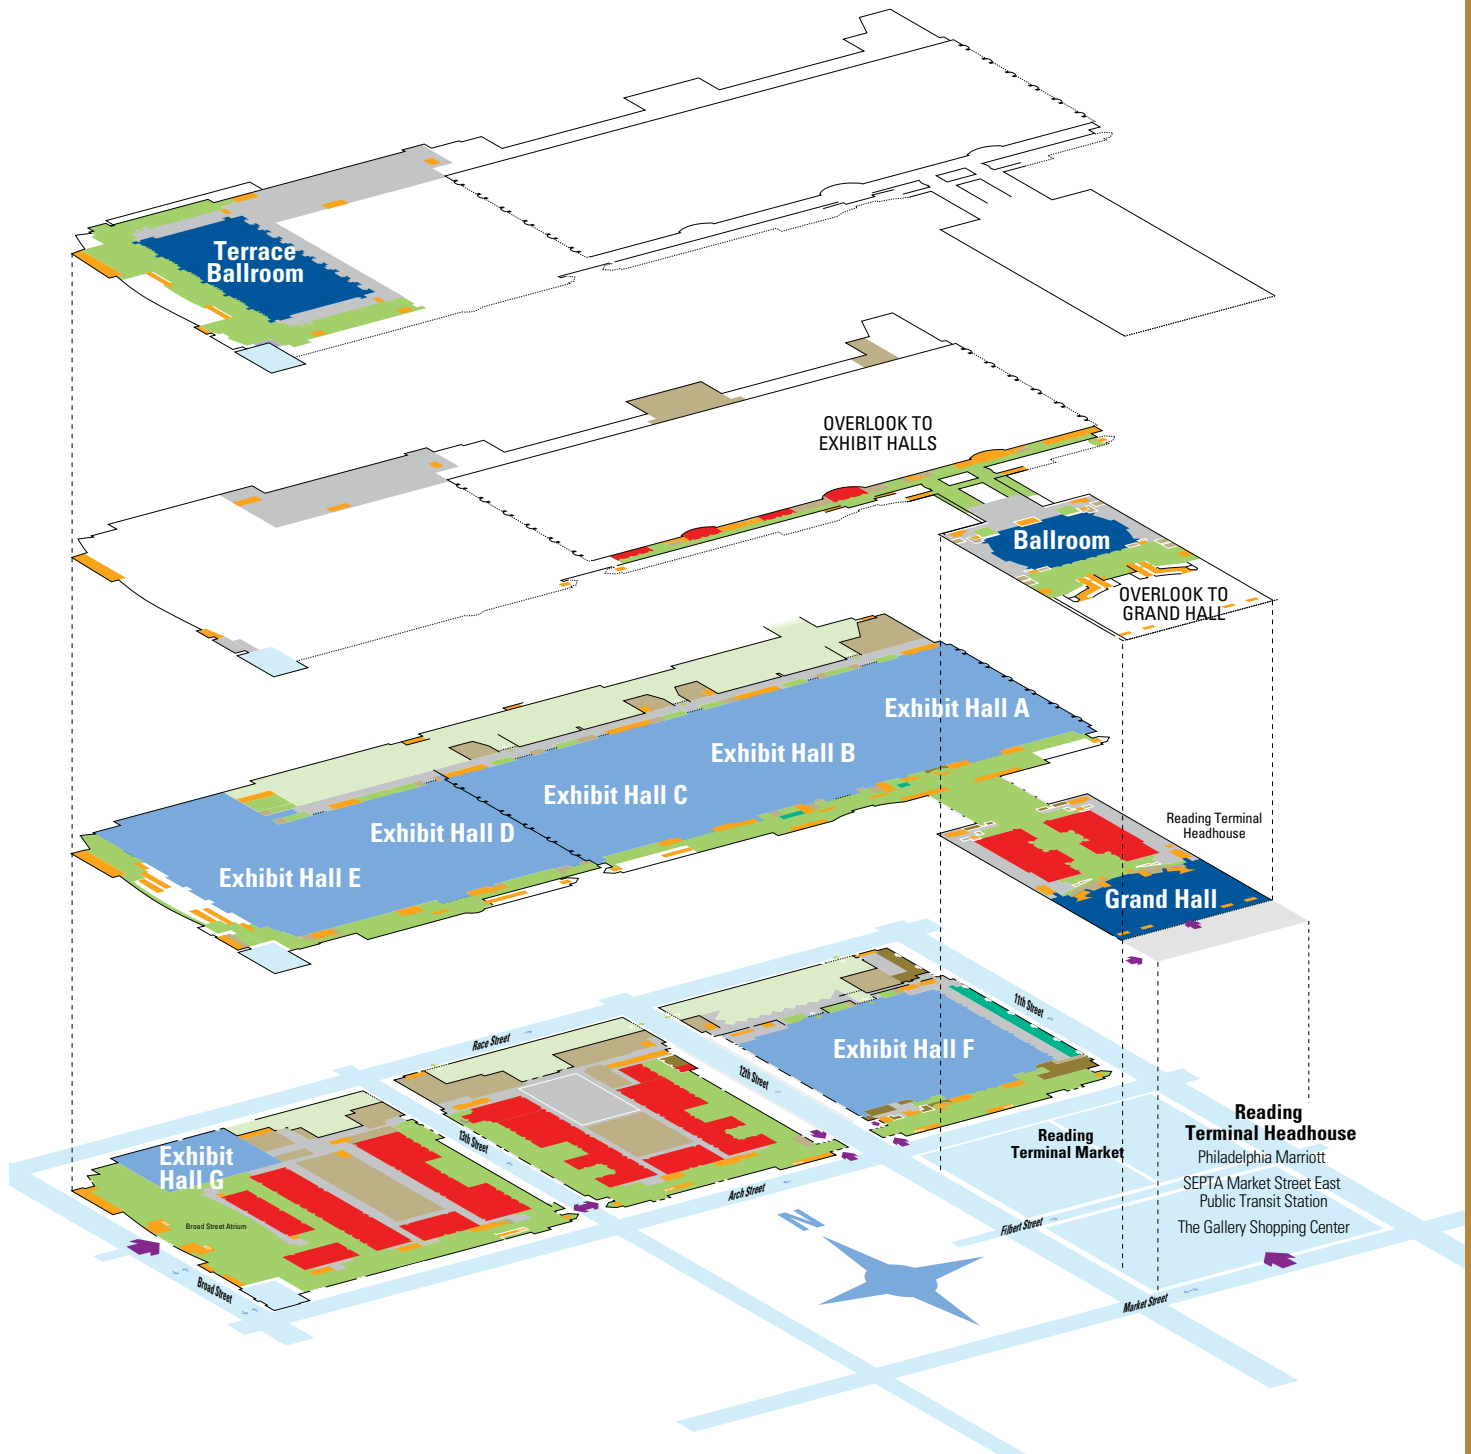 Terrace
Ballroom
OVERLOOK TO
EXHIBIT HALLS
Ballroom
OVERLOOK TO
GRAND HALL
Exhibit Hall A
Exhibit Hall B
Exhibit Hall C
Exhibit Hall D
Exhibit Hall E
Reading Terminal
Headhouse
Grand Hall
11th Street
Race Street
Exhibit Hall F
12th Street
13th Street
Reading
Terminal Market
Reading
Terminal Headhouse
Philadelphia Marriott
SEPTA Market Street East
Public Transit Station
The Gallery Shopping Center
Exhibit
Hall G
Broad Street Atrium
Arch Street
N
Filbert Street
Broad Street
Market Street